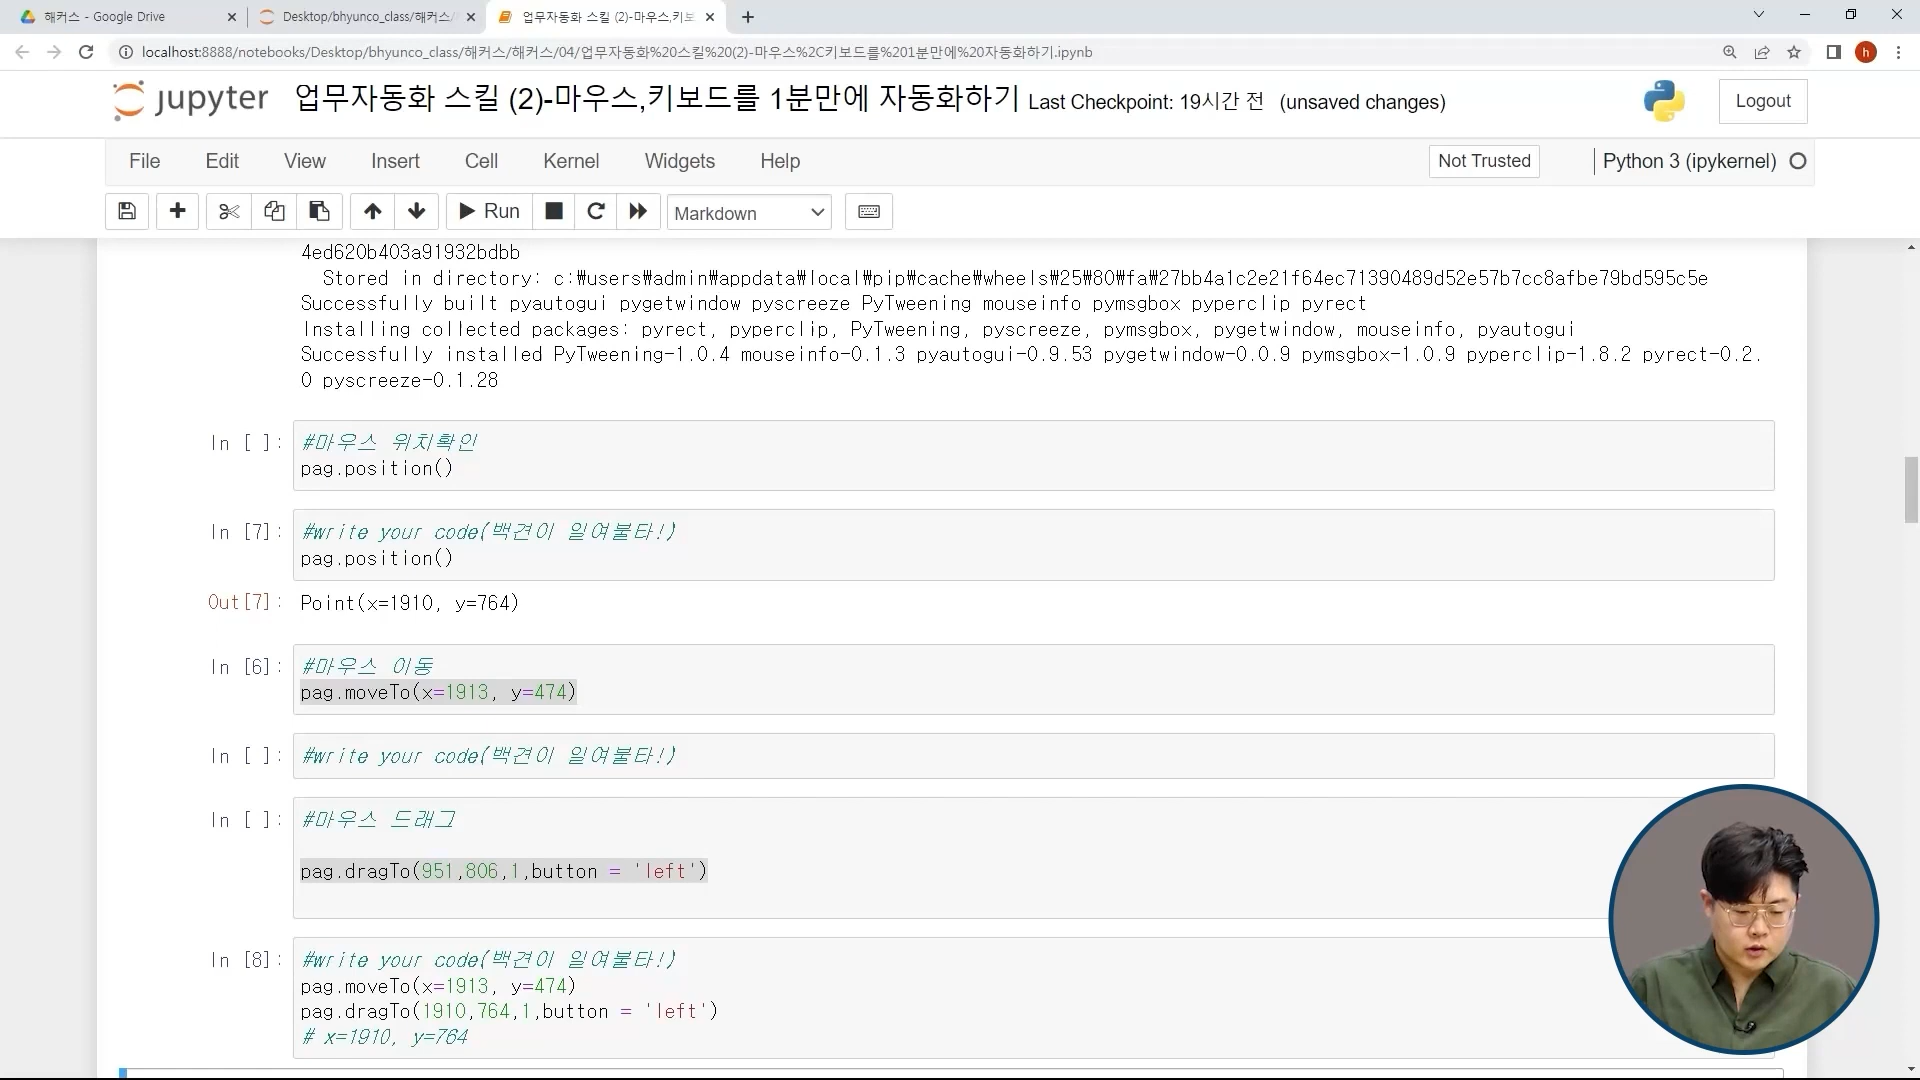 해커스 - Google Drive
Desktop/bhyunco_class/해커스/
업무자동화 스킬 (2)-마우스,키보
localhost:8888/notebooks/Desktop/bhyunco_class/해커스/해커스/04/업무자동화%20스킬%20(2)-마우스%2C키보드를%201분만에%20자동화하기.ipynb
h
jupyter 업무자동화 스킬 (2)-마우스,키보드를 1분만에 자동화하기 Last Checkpoint: 19시간 전 (unsaved changes)
Logout
File Edit View Insert Cell Kernel Widgets Help
Not Trusted
Python 3 (ipykernel)
Run
Markdown
4ed620b403a91932bdbb
Stored in directory: c:₩users₩admin₩appdata₩local₩pip₩cache₩wheels₩25₩80₩fa₩27bb4a1c2e21f64ec71390489d52e57b7cc8afbe79bd595c5e
Successfully built pyautogui pygetwindow pyscreeze PyTweening mouseinfo pymsgbox pyperclip pyrect
Installing collected packages: pyrect, pyperclip, PyTweening, pyscreeze, pymsgbox, pygetwindow, mouseinfo, pyautogui
Successfully installed PyTweening-1.0.4 mouseinfo-0.1.3 pyautogui-0.9.53 pygetwindow-0.0.9 pymsgbox-1.0.9 pyperclip-1.8.2 pyrect-0.2.
0 pyscreeze-0.1.28
In [ ]: #마우스 위치확인
pag.position()
In [7]: #write your code(백견이 일여불타!)
pag.position()
Out[7]: Point(x=1910, y=764)
In [6]: #마우스 이동
pag.moveTo(x=1913, y=474)
In [ ]: #write your code(백견이 일여불타!)
In [ ]: #마우스 드래그
pag.dragTo(951,806,1,button = 'left')
In [8]: #write your code(백견이 일여불타!)
pag.moveTo(x=1913, y=474)
pag.dragTo(1910,764,1,button = 'left')
# x=1910, y=764